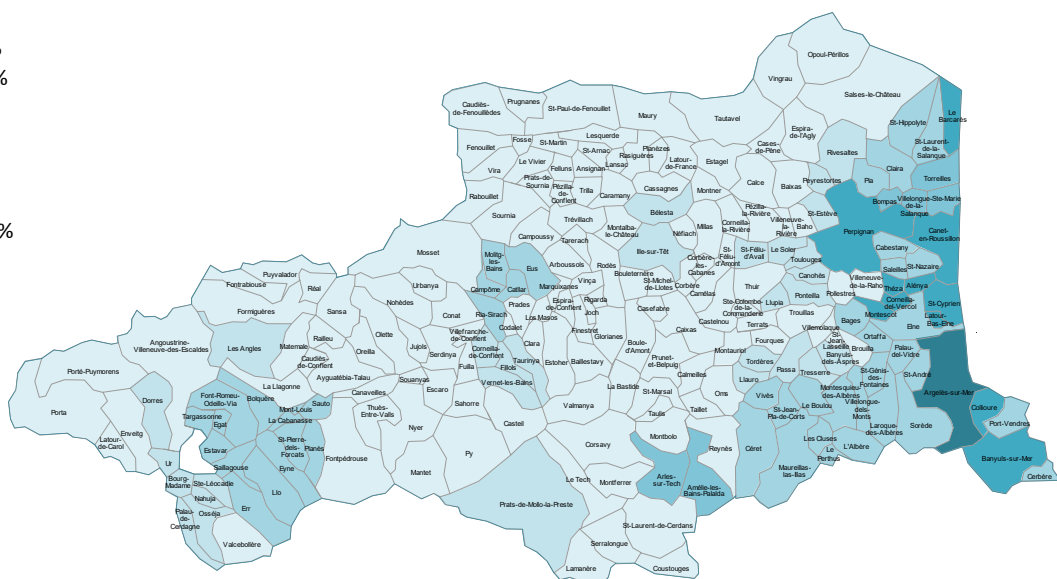 %
%
Opoul-Périllos
Vingrau
Salses-le-Château
Le
Barcarès
St-Hippolyte
St-Laurent-
de-la-
Salanque
Caudiès-
de-Fenouillèdes
Prugnanes
St-Paul-de-Fenouillet
Maury
Tautavel
Espira-
de-
l'Agly
Cases-
de-Pène
Rivesaltes
Claira
Torreilles
Pia
Fosse
St-Martin
Lesquerde
Fenouillet
Le Vivier
St-Arnac
Lansac
Rasiguères
Planèzes
Latour-
de-France
Estagel
Vira
Felluns
Ansignan
Prats-de-
Sournia
Pézilla-
de-
Conflent
Trilla
Caramany
Cassagnes
Montner
Calce
Baixas
Peyrestortes
Rabouillet
Sournia
Trévillach
Montalba-
le-Château
Bélesta
Néfiach
Millas
Corneilla-
la-Rivière
Pézilla-
la-Rivière
Villeneuve-
la-
Rivière
Baho
St-Estève
Bompas
Villelongue-
de-la-
Salanque
Ste-Marie
Perpignan
Canet-
en-Roussillon
Campoussy
Tarerach
Ille-sur-Têt
Corbère-
les-
Cabanes
St-
Féliu-
d'Amont
St-Féliu-
d'Avall
Le Soler
Toulouges
Cabestany
Saleilles
St-Nazaire
Mosset
Molitg-
les-
Bains
Eus
Arboussols
Rodès
Bouleternère
St-Michel-
de-Llotes
Corbère
Camélas
Thuir
Canohès
Ponteilla
Llupia
Pollestres
Villeneuve-
de-la-Raho
Théza
Alénya
Corneilla-
del-Vercol
St-Cyprien
Latour-
Bas-Elne
Montescot
Elne
Bages
Puyvalador
Fontrabiouse
Réal
Urbanya
Nohèdes
Campôme
Catllar
Marquixanes
Vinça
Prades
Espira-
de-Conflent
Rigarda
Joch
Finestret
Glorianes
Casefabre
Ste-Colombe-
de-la-
Commanderie
Castelnou
Terrats
Trouillas
Formiguères
Sansa
Conat
Ria-Sirach
Codalet
Los Masos
Clara
Boule-
d'Amont
Caixas
Fourques
Villemolaque
St-
Jean-
Lasseille
Banyuls-
dels-Aspres
Brouilla
Ortaffa
Palau-
del-Vidre
Angoustrine-
Villeneuve-des-Escaldes
Les Angles
Matemale
Railleu
Caudiès-
de-
Conflent
Olette
Oreilla
Jujols
Serdinya
Villefranche-
de-Conflent
Corneilla-
de-Conflent
Fuilla
Fillols
Taurinya
Estoher
Baillestavy
Prunet-
et-Belpuig
Montauriol
Tordères
Passa
Tresserre
St-Génis-
des-
Fontaines
St-André
Argelès-sur-Mer
Collioure
Port-Vendres
Banyuls-sur-Mer
Cerbère
Porté-Puymorens
Porta
Dorres
Enveitg
Latour-
de-Carol
Ur
La Llagonne
Ayguatébia-Talau
Canavelles
Souanyas
Escaro
Vernet-les-Bains
Sahorre
Casteil
Valmanya
La Bastide
Calmeilles
St-Marsal
Oms
Llauro
Vivès
Montesquieu-
des-Albères
Villelongue-
dels-
Monts
Le Boulou
Laroque-
des-Albères
Sorède
Font-Romeu-
Odeillo-Via
Bolquère
Mont-Louis
Sauto
La Cabanasse
Targassonne
Egat
Estavar
St-Pierre-
dels-
Forcats
Planès
Thuès-
Entre-Valls
Nyer
Fontpédrouse
Mantet
Py
Taulis
Taillet
Montbolo
Reynès
Céret
St-Jean-
Pla-de-Corts
Les Cluses
Le
Perthus
L'Albère
Maureillas-
las-Illas
Saillagouse
Eyne
Llo
Err
Bourg-
Madame
Ste-Léocadie
Nahuja
Osséja
Palau-
de-
Cerdagne
Valcebollère
Corsavy
Le Tech
Montferrer
Arles-
sur-Tech
Amélie-les-
Bains-Palalda
Prats-de-Mollo-la-Preste
St-Laurent-de-Cerdans
Serralongue
Lamanère
Coustouges